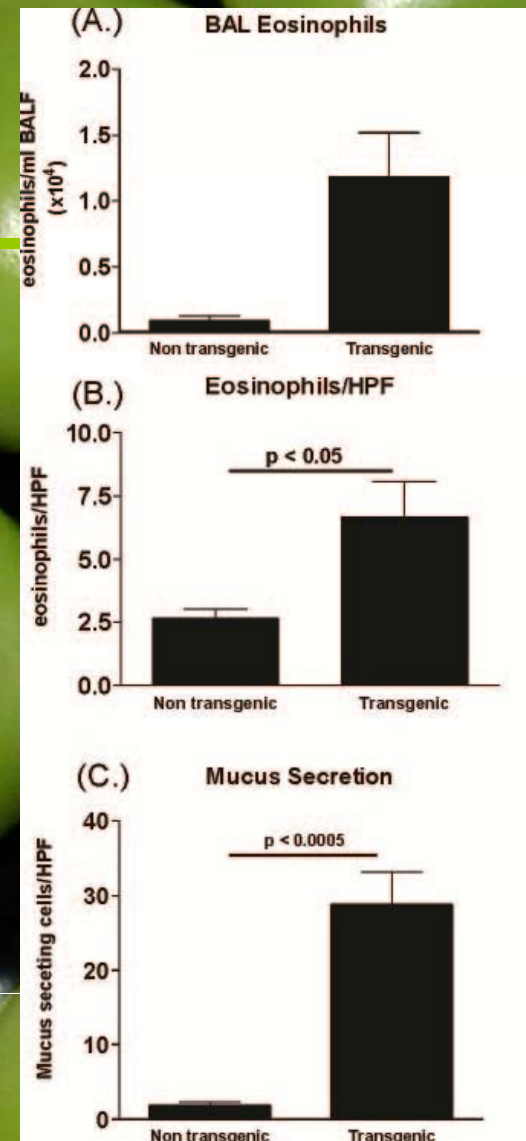 (A.) BAL Eosinophils
eosinophils/ml BALF
(x10⁴)
2.0
1.5
1.0
0.5
0.0
Non transgenic Transgenic
(B.) Eosinophils/HPF
eosinophils/HPF
10.0
7.5
5.0
2.5
0.0
p < 0.05
Non transgenic Transgenic
(C.) Mucus Secretion
Mucus seceting cells/HPF
40
30
20
10
0
p < 0.0005
Non transgenic Transgenic